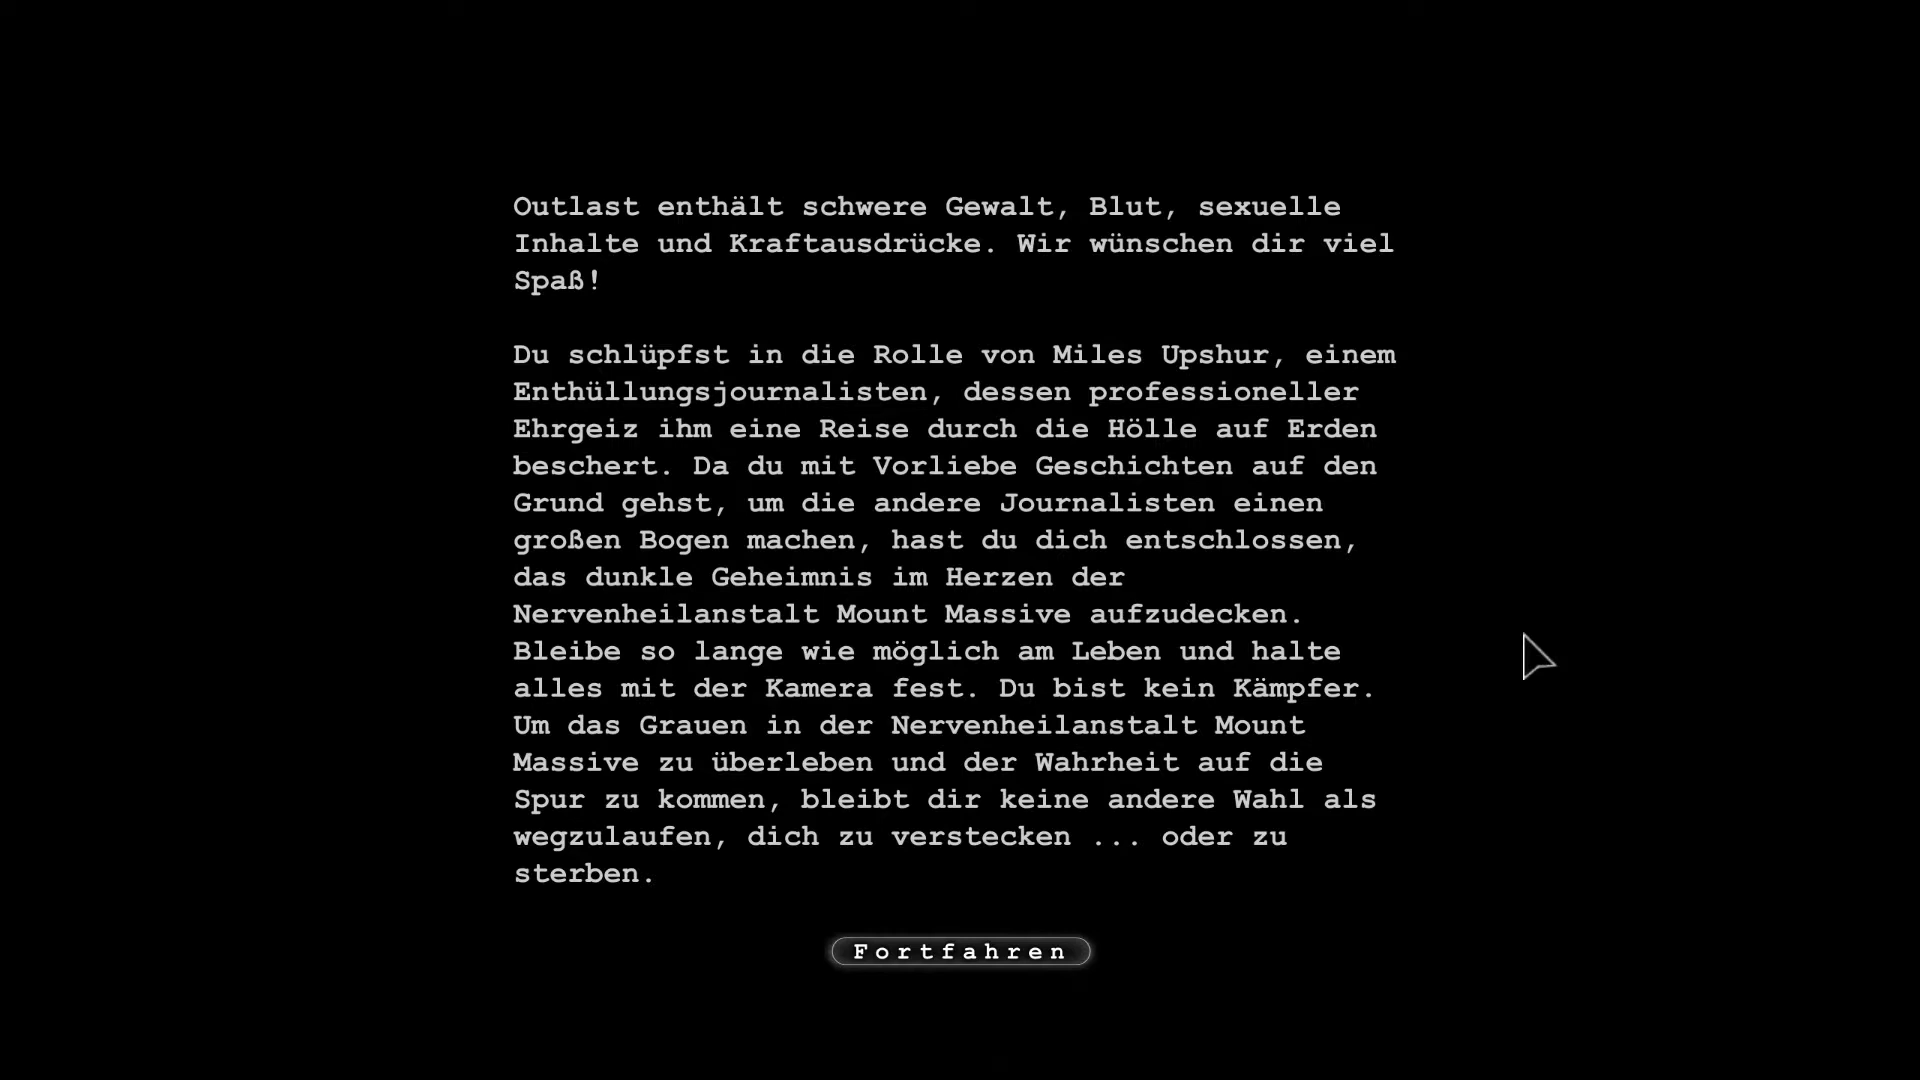 Outlast enthält schwere Gewalt, Blut, sexuelle
Inhalte und Kraftausdrücke. Wir wünschen dir viel
Spaß!
Du schlüpfst in die Rolle von Miles Upshur, einem
Enthüllungsjournalisten, dessen professioneller
Ehrgeiz ihm eine Reise durch die Hölle auf Erden
beschert. Da du mit Vorliebe Geschichten auf den
Grund gehst, um die andere Journalisten einen
großen Bogen machen, hast du dich entschlossen,
das dunkle Geheimnis im Herzen der
Nervenheilanstalt Mount Massive aufzudecken.
Bleibe so lange wie möglich am Leben und halte
alles mit der Kamera fest. Du bist kein Kämpfer.
Um das Grauen in der Nervenheilanstalt Mount
Massive zu überleben und der Wahrheit auf die
Spur zu kommen, bleibt dir keine andere Wahl als
wegzulaufen, dich zu verstecken ... oder zu
sterben.
Fortfahren